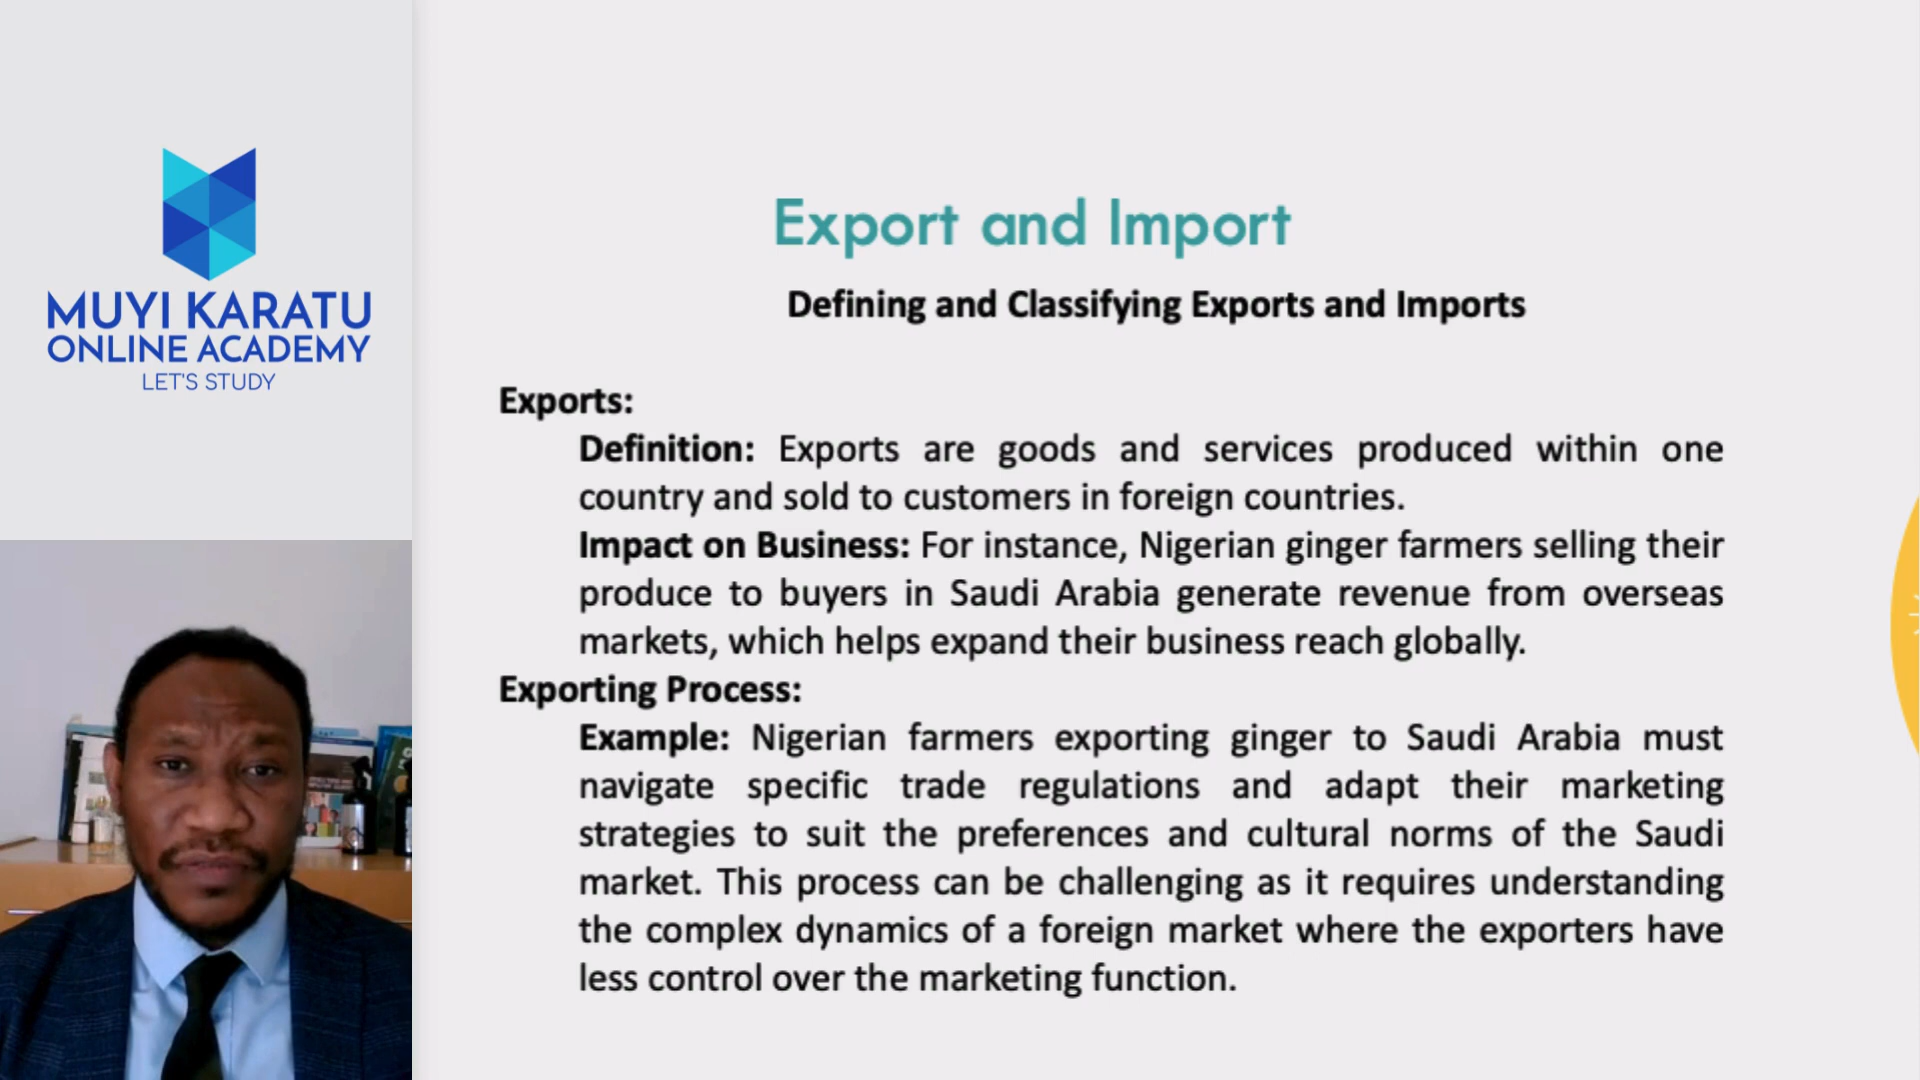 MUYI KARATU
ONLINE ACADEMY
LET'S STUDY
Export and Import
Defining and Classifying Exports and Imports
Exports:
Definition: Exports are goods and services produced within one
country and sold to customers in foreign countries.
Impact on Business: For instance, Nigerian ginger farmers selling their
produce to buyers in Saudi Arabia generate revenue from overseas
markets, which helps expand their business reach globally.
Exporting Process:
Example: Nigerian farmers exporting ginger to Saudi Arabia must
navigate specific trade regulations and adapt their marketing
strategies to suit the preferences and cultural norms of the Saudi
market. This process can be challenging as it requires understanding
the complex dynamics of a foreign market where the exporters have
less control over the marketing function.